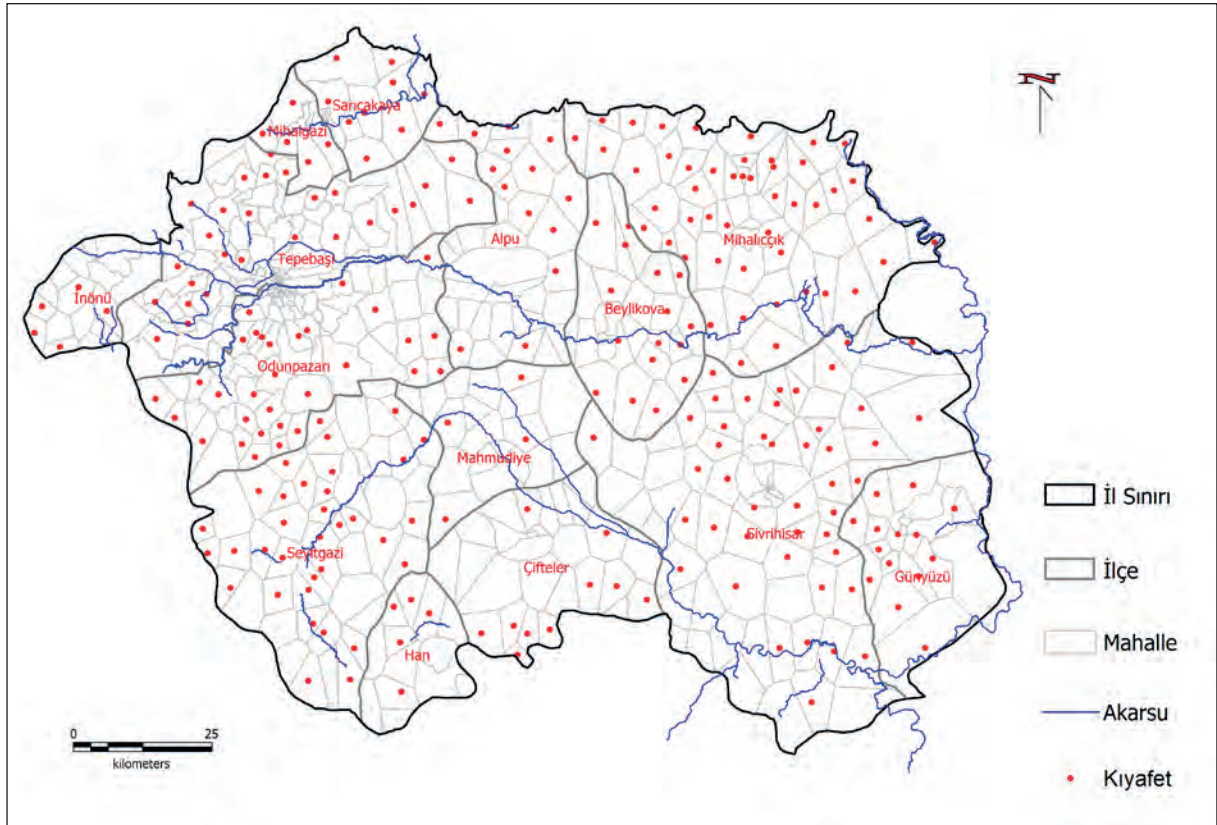 N
Sarıcakaya
Mihalgazi
Tepebaşı
Alpu
Mihalıççık
İnönü
Beylikova
Odunpazarı
Mahmudiye
Sivrihisar
Seyitgazi
Çifteler
Günyüzü
Han
İl Sınırı
İlçe
Mahalle
Akarsu
Kıyafet
0 25
kilometers